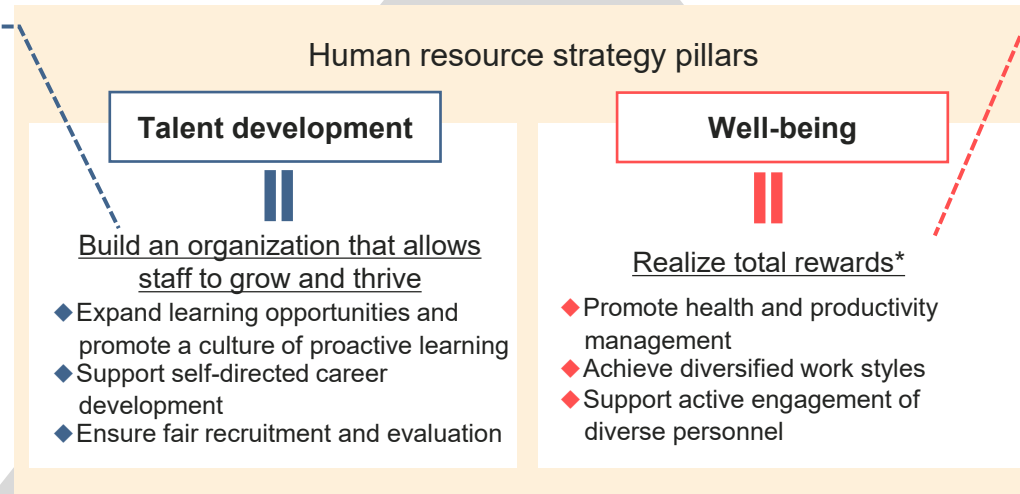 Human resource strategy pillars
Talent development
Build an organization that allows
staff to grow and thrive
◆Expand learning opportunities and
promote a culture of proactive learning
◆Support self-directed career
development
◆Ensure fair recruitment and evaluation
Well-being
Realize total rewards*
◆Promote health and productivity
management
◆Achieve diversified work styles
◆Support active engagement of
diverse personnel